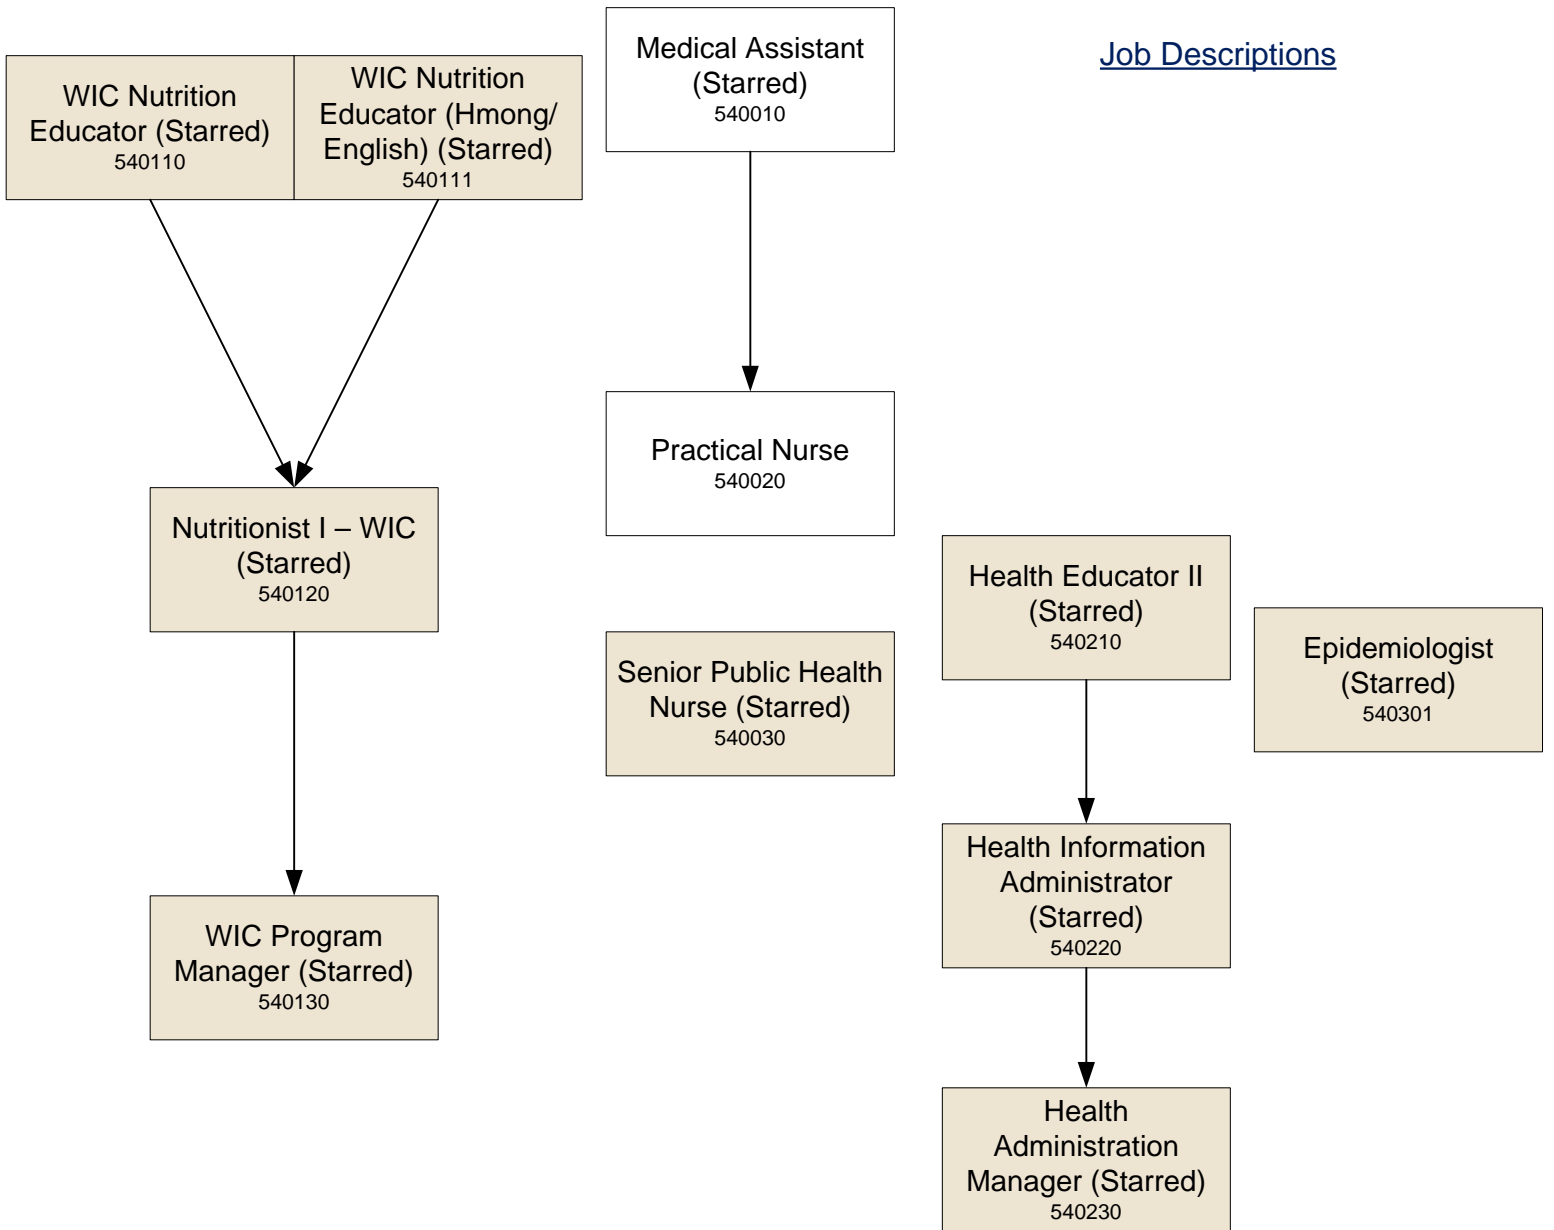 WIC Nutrition
Educator (Starred)
540110
WIC Nutrition
Educator (Hmong/
English) (Starred)
540111
Medical Assistant
(Starred)
540010
Job Descriptions
Practical Nurse
540020
Nutritionist I – WIC
(Starred)
540120
Senior Public Health
Nurse (Starred)
540030
Health Educator II
(Starred)
540210
Epidemiologist
(Starred)
540301
Health Information
Administrator
(Starred)
540220
WIC Program
Manager (Starred)
540130
Health
Administration
Manager (Starred)
540230